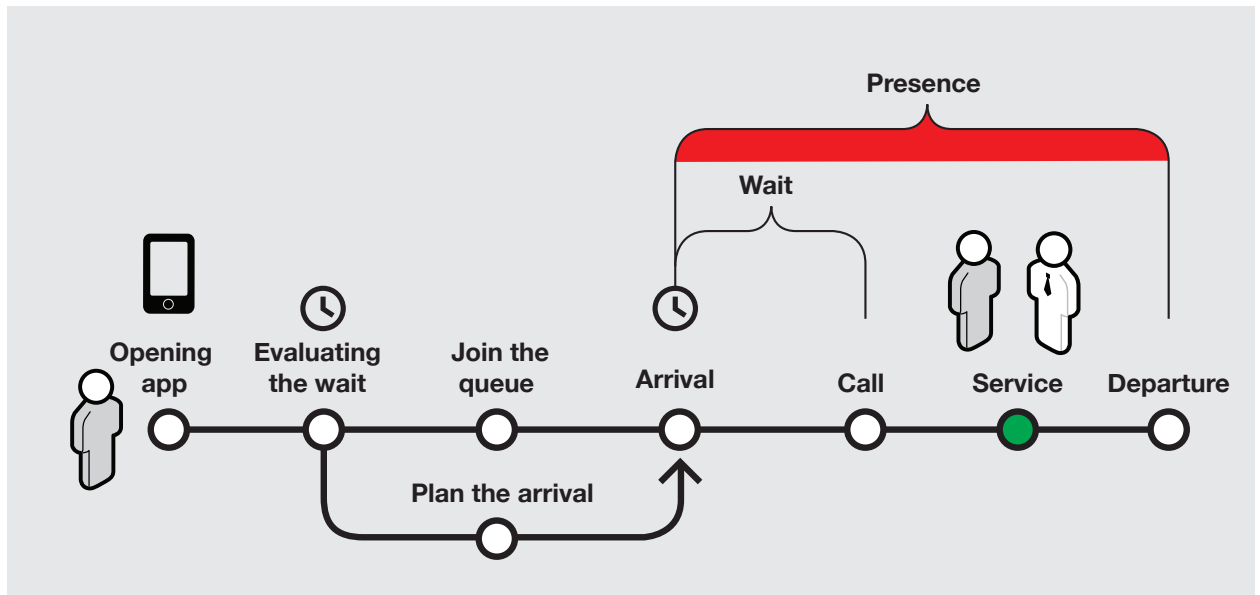 Presence
Wait
Opening
app
Evaluating
the wait
Join the
queue
Arrival
Call
Service
Departure
Plan the arrival